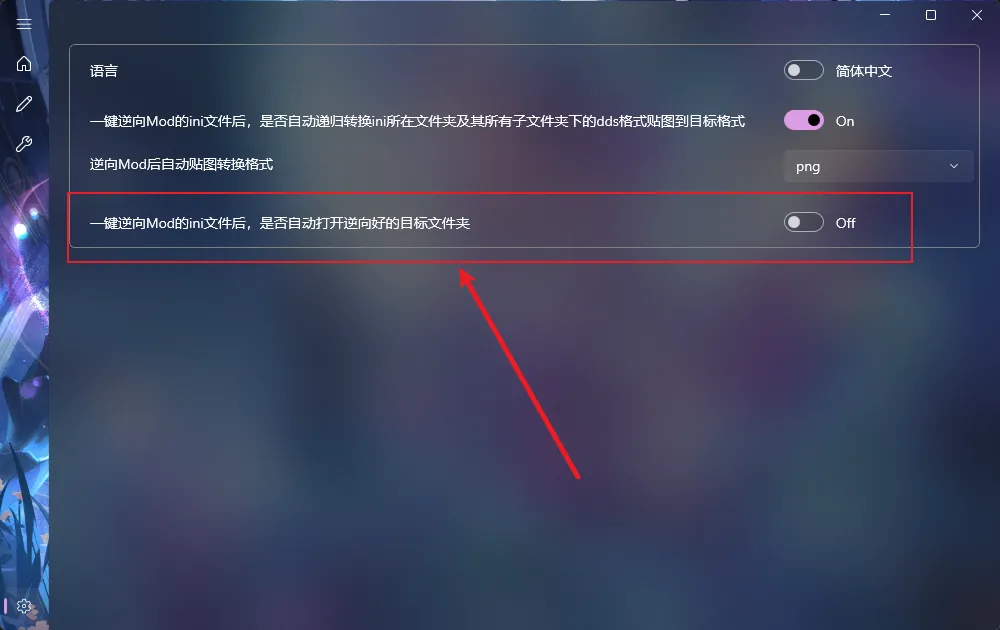 语言
简体中文
一键逆向Mod的ini文件后，是否自动递归转换ini所在文件夹及其所有子文件夹下的dds格式贴图到目标格式
On
逆向Mod后自动贴图转换格式
png
一键逆向Mod的ini文件后，是否自动打开逆向好的目标文件夹
Off